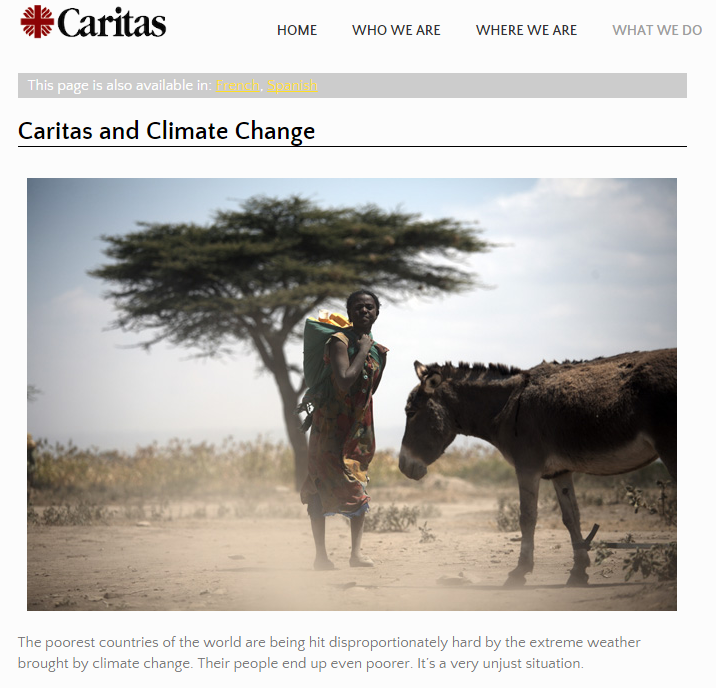 Caritas
HOME WHO WE ARE WHERE WE ARE WHAT WE DO
This page is also available in: French, Spanish
Caritas and Climate Change
The poorest countries of the world are being hit disproportionately hard by the extreme weather
brought by climate change. Their people end up even poorer. It's a very unjust situation.